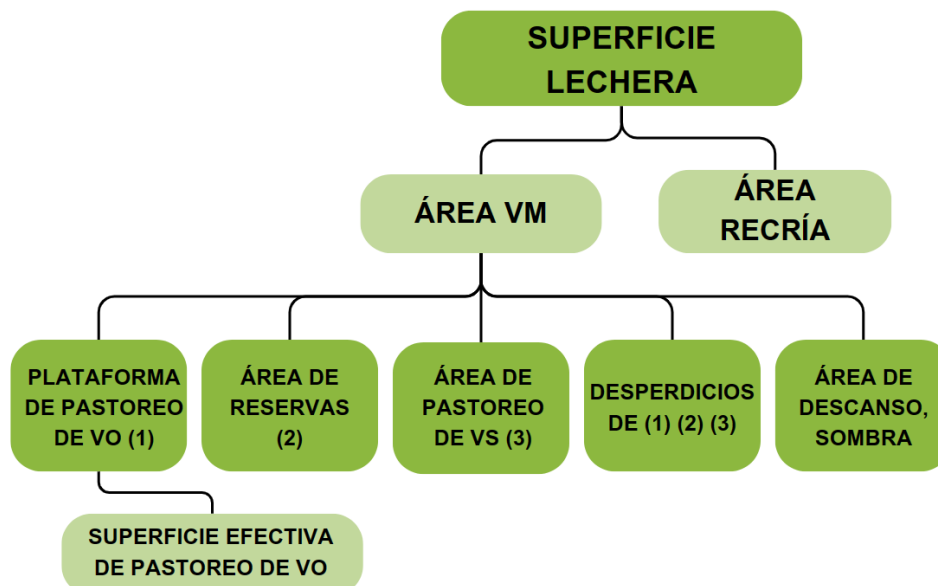 SUPERFICIE
LECHERA
ÁREA VM
ÁREA
RECRÍA
PLATAFORMA
DE PASTOREO
DE VO (1)
ÁREA DE
RESERVAS
(2)
ÁREA DE
PASTOREO
DE VS (3)
DESPERDICIOS
DE (1) (2) (3)
ÁREA DE
DESCANSO,
SOMBRA
SUPERFICIE EFECTIVA
DE PASTOREO DE VO